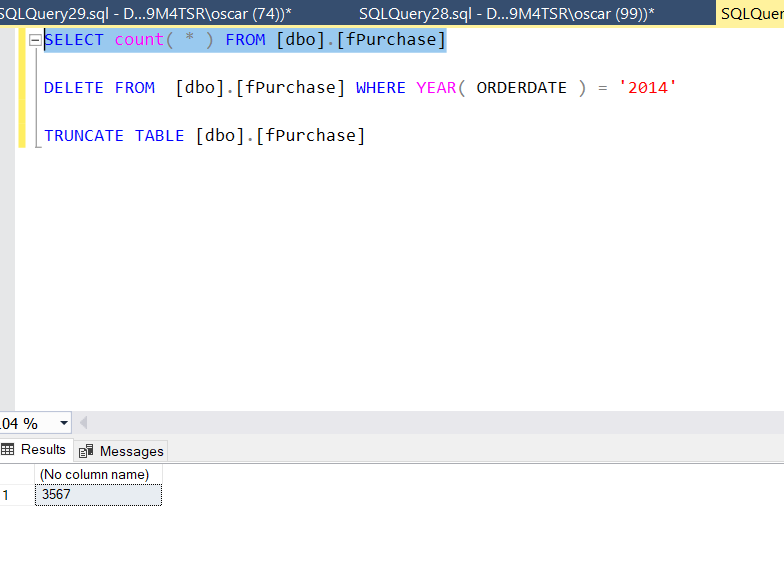 SQLQuery29.sql - D...9M4TSR\oscar (74))* SQLQuery28.sql - D...9M4TSR\oscar (99))* SQLQuer
SELECT count( * ) FROM [dbo].[fPurchase]
DELETE FROM  [dbo].[fPurchase] WHERE YEAR( ORDERDATE ) = '2014'
TRUNCATE TABLE [dbo].[fPurchase]
.04 %
Results Messages
(No column name)
1 3567